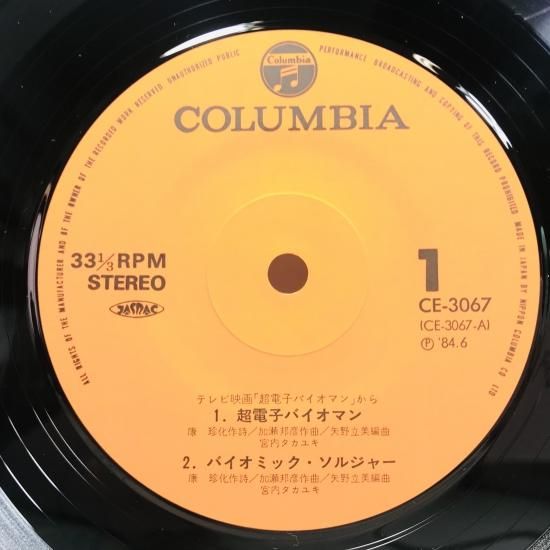 ALL RIGHTS OF THE MANUFACTURER AND OF THE OWNER OF THE RECORDED WORK RESERVED UNAUTHORIZED PUBLIC PERFORMANCE BROADCASTING AND COPYING OF THIS RECORD PROHIBITED MADE IN JAPAN BY NIPPON COLUMBIA CO LTD
Columbia
COLUMBIA
33 1/3 RPM
STEREO
JASRAC
1
CE-3067
(CE-3067-A)
Ⓟ '84.6
テレビ映画「超電子バイオマン」から
1. 超電子バイオマン
康 珍化作詩/加瀬邦彦作曲/矢野立美編曲
宮内タカユキ
2. バイオミック・ソルジャー
康 珍化作詩/加瀬邦彦作曲/矢野立美編曲
宮内タカユキ